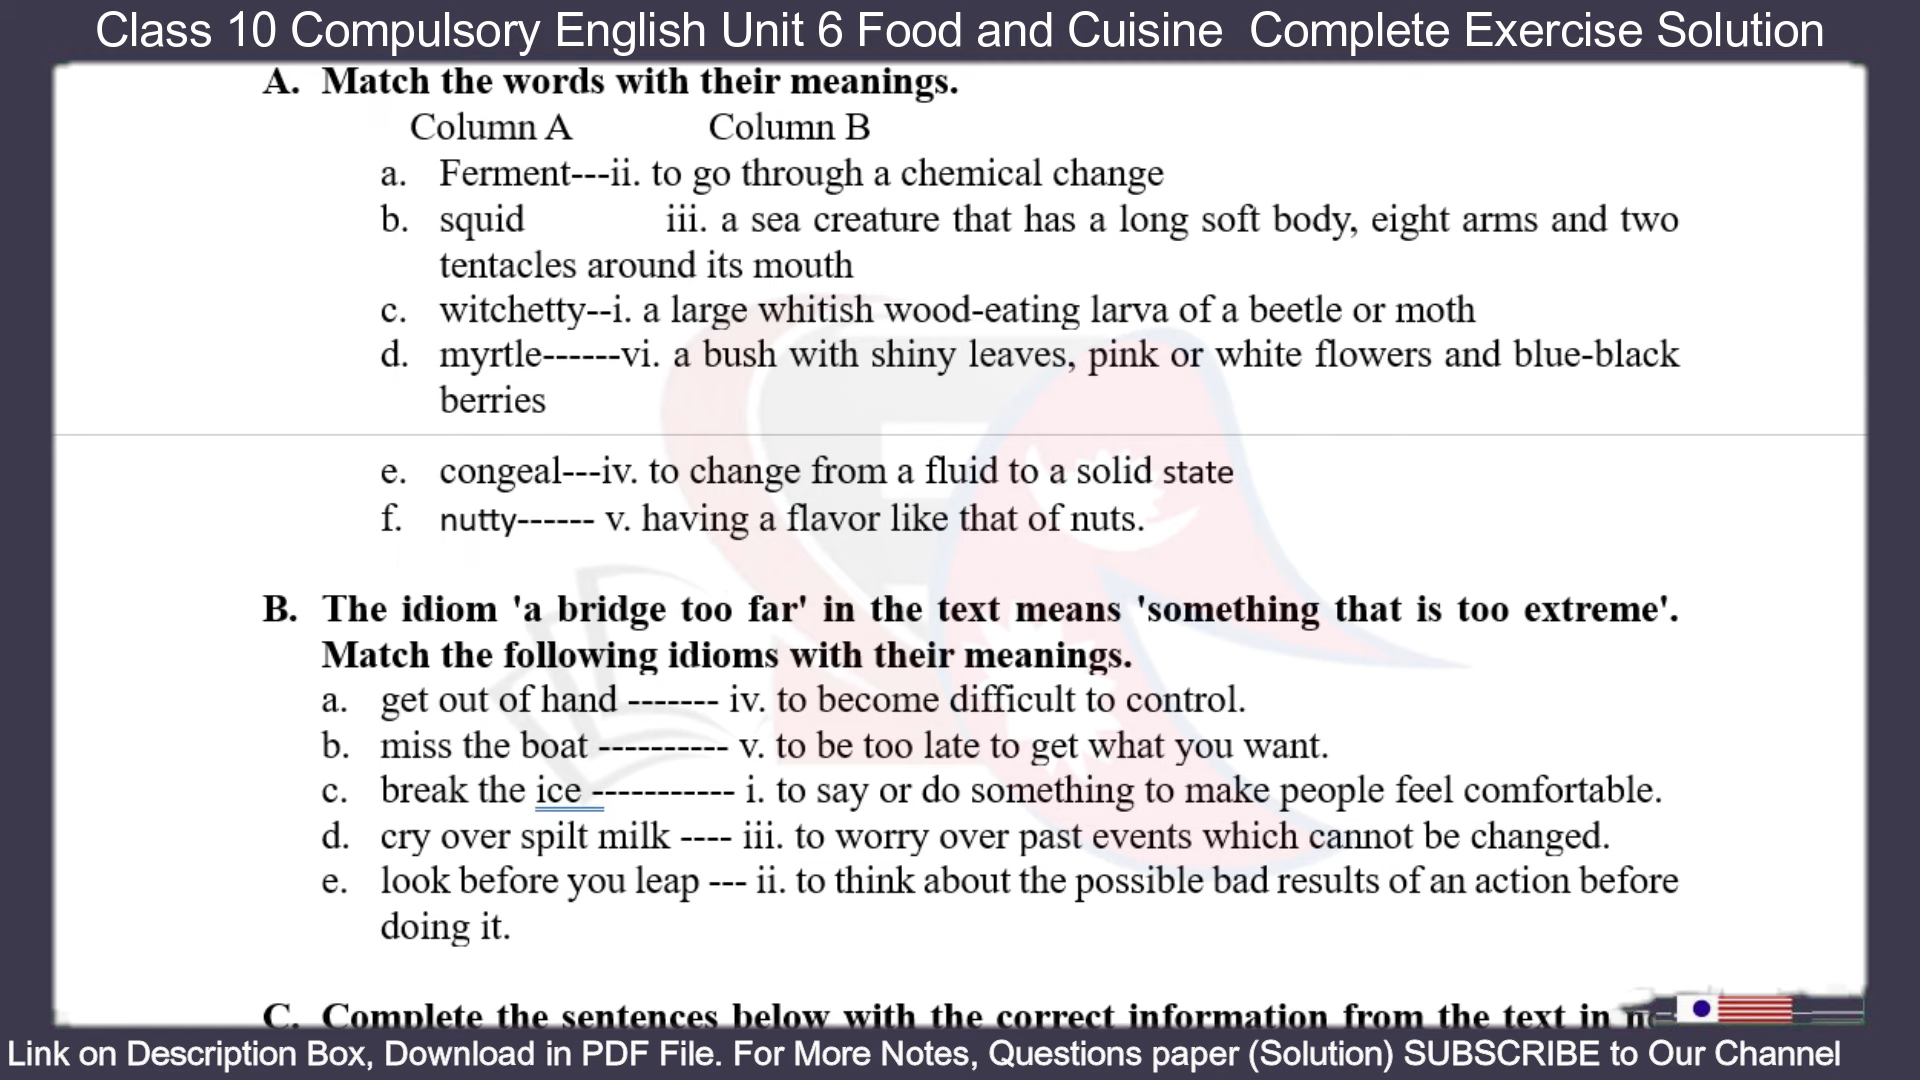 Class 10 Compulsory English Unit 6 Food and Cuisine Complete Exercise Solution
A. Match the words with their meanings.
Column A Column B
a. Ferment---ii. to go through a chemical change
b. squid iii. a sea creature that has a long soft body, eight arms and two
tentacles around its mouth
c. witchetty--i. a large whitish wood-eating larva of a beetle or moth
d. myrtle------vi. a bush with shiny leaves, pink or white flowers and blue-black
berries
e. congeal---iv. to change from a fluid to a solid state
f. nutty------ v. having a flavor like that of nuts.
B. The idiom 'a bridge too far' in the text means 'something that is too extreme'.
Match the following idioms with their meanings.
a. get out of hand ------- iv. to become difficult to control.
b. miss the boat ---------- v. to be too late to get what you want.
c. break the ice ----------- i. to say or do something to make people feel comfortable.
d. cry over spilt milk ---- iii. to worry over past events which cannot be changed.
e. look before you leap --- ii. to think about the possible bad results of an action before
doing it.
C. Complete the sentences below with the correct information from the text in
Link on Description Box, Download in PDF File. For More Notes, Questions paper (Solution) SUBSCRIBE to Our Channel